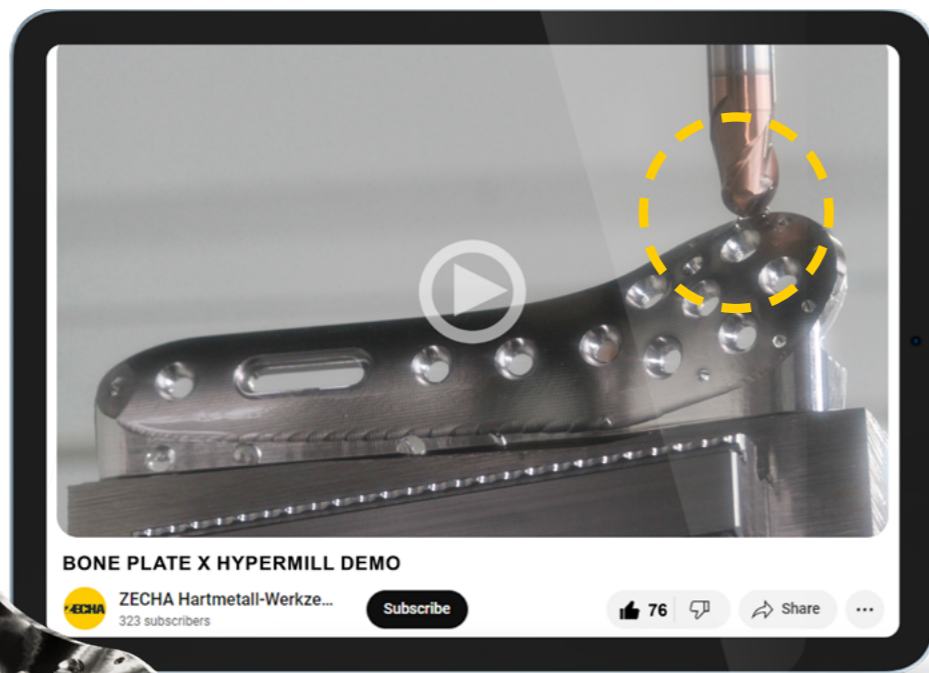 BONE PLATE X HYPERMILL DEMO
ZECHA
ZECHA Hartmetall-Werkze...
323 subscribers
Subscribe
76
Share